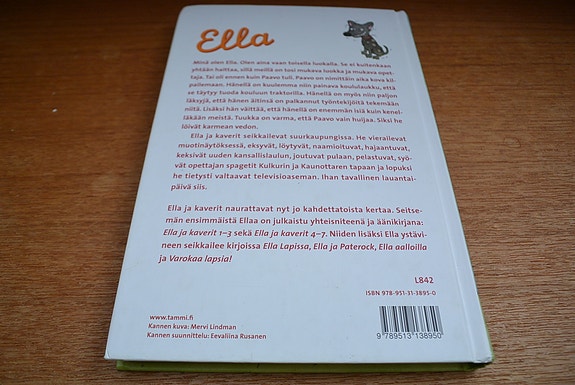 Ella
Minä olen Ella. Olen aina vaan toisella luokalla. Se ei kuitenkaan
yhtään haittaa, sillä meillä on tosi mukava luokka ja mukava opet-
taja. Tai oli ennen kuin Paavo tuli. Paavo on nimittäin aika kova kil-
pailemaan. Hänellä on kuulemma niin painava koululaukku, että
se täytyy tuoda kouluun traktorilla. Hänellä on myös niin paljon
läksyjä, että hänen äitinsä on palkannut työntekijöitä tekemään
niitä. Lisäksi hän väittää, että hänellä on enemmän isiä kuin kenel-
läkään meistä. Tuukka on varma, että Paavo vain huijaa. Siksi he
löivät karmean vedon.
Ella ja kaverit seikkailevat suurkaupungissa. He vierailevat
muotinäytöksessä, eksyvät, löytyvät, naamioituvat, hajaantuvat,
keksivät uuden kansallislaulun, joutuvat pulaan, pelastuvat, syö-
vät opettajan spagetit Kulkurin ja Kaunottaren tapaan ja lopuksi
he tietysti valtaavat televisioaseman. Ihan tavallinen lauantai-
päivä siis.
Ella ja kaverit naurattavat nyt jo kahdettatoista kertaa. Seitse-
män ensimmäistä Ellaa on julkaistu yhteisniteenä ja äänikirjana:
Ella ja kaverit 1–3 sekä Ella ja kaverit 4–7. Niiden lisäksi Ella ystävi-
neen seikkailee kirjoissa Ella Lapissa, Ella ja Paterock, Ella aalloilla
ja Varokaa lapsia!
L842
ISBN 978-951-31-3895-0
www.tammi.fi
Kannen kuva: Mervi Lindman
Kannen suunnittelu: Eevaliina Rusanen
9 789513 138950